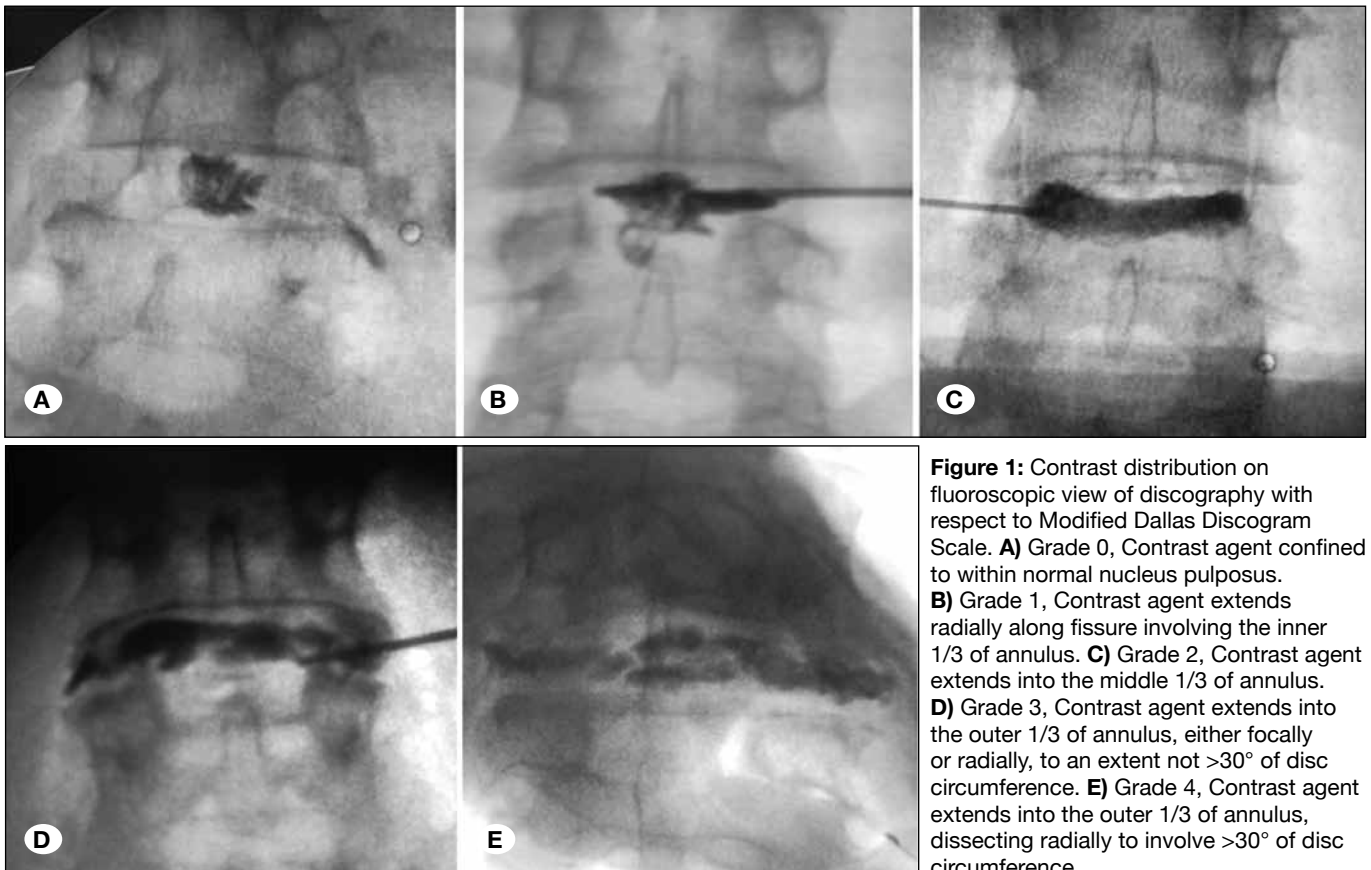 A
B
C
D
E
Figure 1: Contrast distribution on
fluoroscopic view of discography with
respect to Modified Dallas Discogram
Scale. A) Grade 0, Contrast agent confined
to within normal nucleus pulposus.
B) Grade 1, Contrast agent extends
radially along fissure involving the inner
1/3 of annulus. C) Grade 2, Contrast agent
extends into the middle 1/3 of annulus.
D) Grade 3, Contrast agent extends into
the outer 1/3 of annulus, either focally
or radially, to an extent not >30° of disc
circumference. E) Grade 4, Contrast agent
extends into the outer 1/3 of annulus,
dissecting radially to involve >30° of disc
circumference.